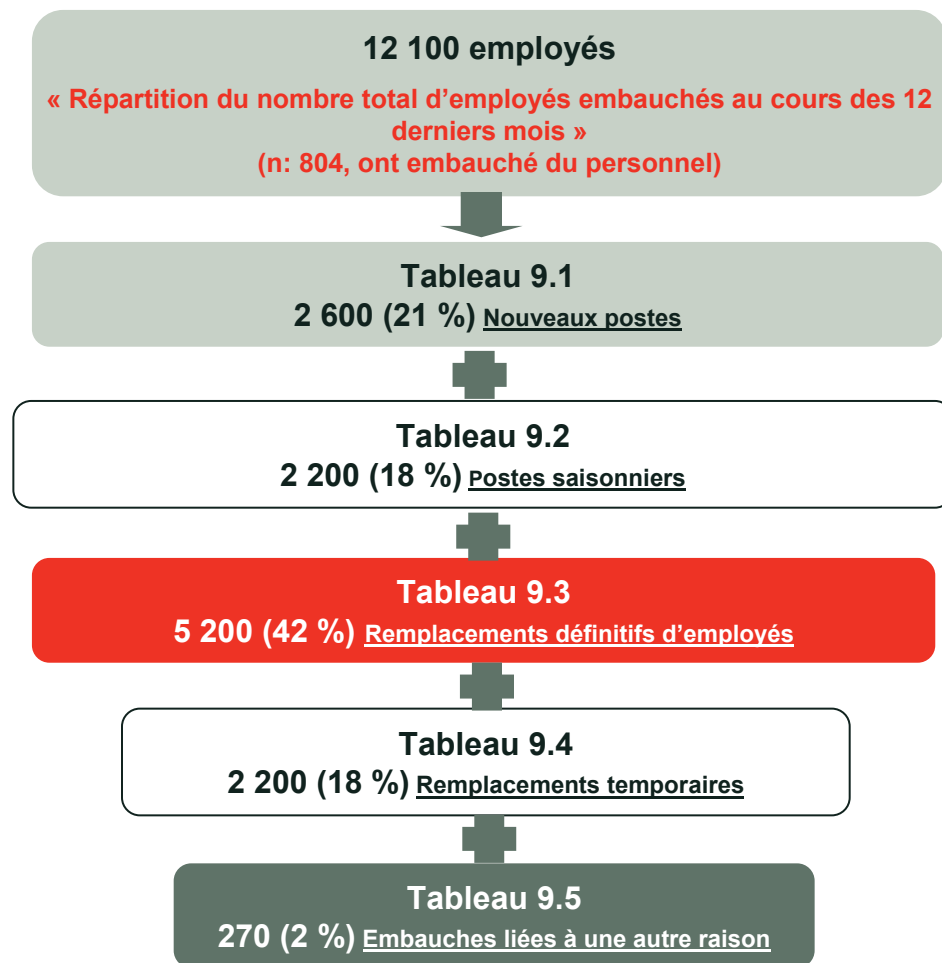 12 100 employés
« Répartition du nombre total d’employés embauchés au cours des 12
derniers mois »
(n: 804, ont embauché du personnel)
Tableau 9.1
2 600 (21 %) Nouveaux postes
Tableau 9.2
2 200 (18 %) Postes saisonniers
Tableau 9.3
5 200 (42 %) Remplacements définitifs d’employés
Tableau 9.4
2 200 (18 %) Remplacements temporaires
Tableau 9.5
270 (2 %) Embauches liées à une autre raison